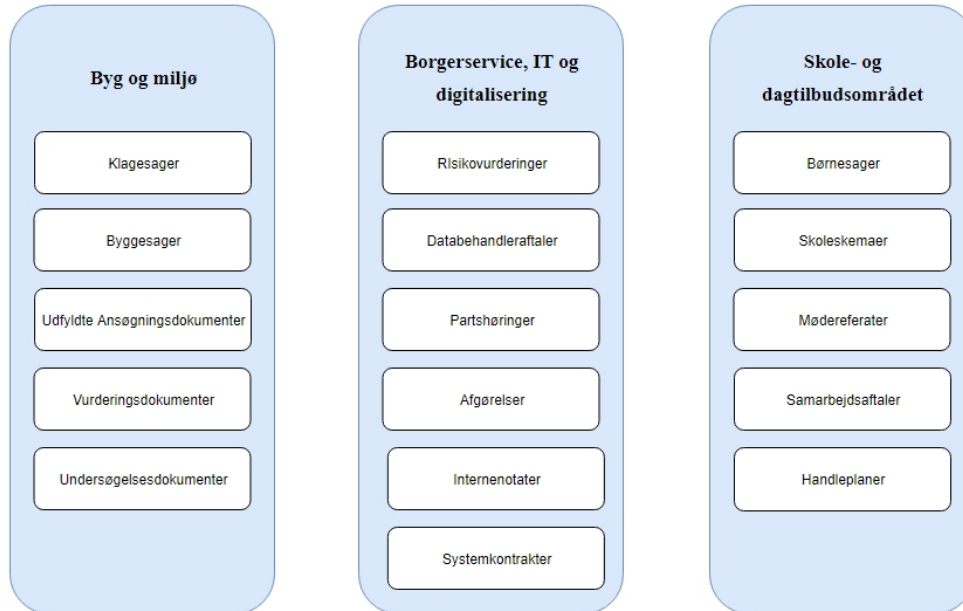 Byg og miljø
Klagesager
Byggesager
Udfyldte Ansøgningsdokumenter
Vurderingsdokumenter
Undersøgelsesdokumenter
Borgerservice, IT og
digitalisering
RIsikovurderinger
Databehandleraftaler
Partshøringer
Afgørelser
Internenotater
Systemkontrakter
Skole- og
dagtilbudsområdet
Børnesager
Skoleskemaer
Mødereferater
Samarbejdsaftaler
Handleplaner